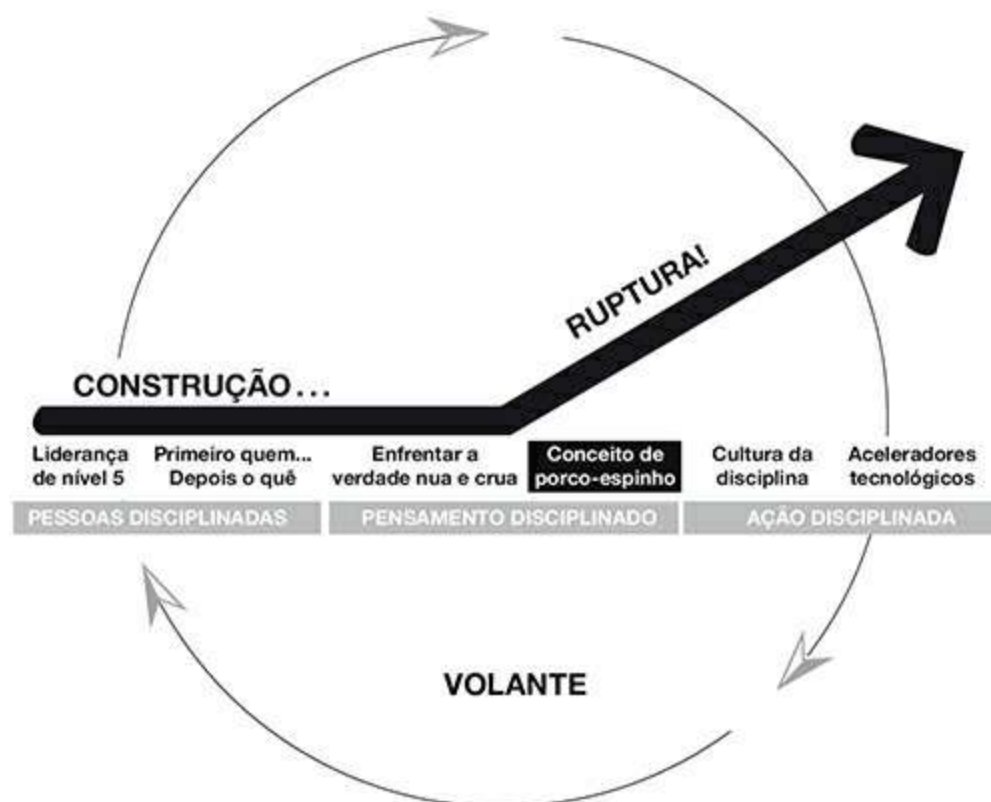 RUPTURA!
CONSTRUÇÃO...
Liderança
de nível 5
Primeiro quem...
Depois o quê
Enfrentar a
verdade nua e crua
Conceito de
porco-espinho
Cultura da
disciplina
Aceleradores
tecnológicos
PESSOAS DISCIPLINADAS
PENSAMENTO DISCIPLINADO
AÇÃO DISCIPLINADA
VOLANTE